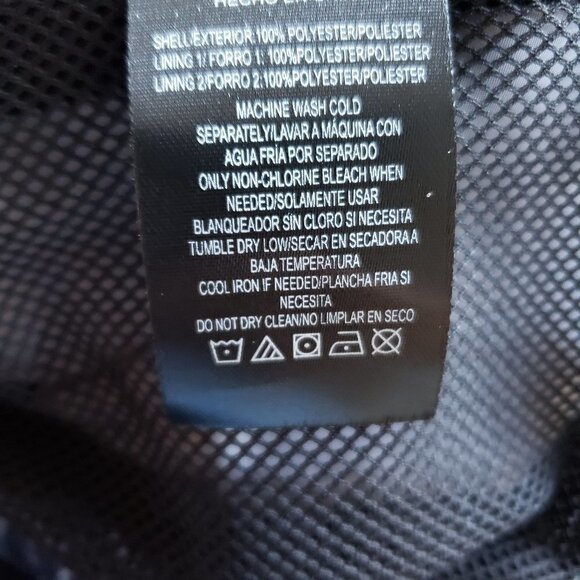 HECHO EN
SHELL/EXTERIOR:100% POLYESTER/POLIESTER
LINING 1/ FORRO 1: 100% POLYESTER/POLIESTER
LINING 2/FORRO 2:100%POLYESTER/POLIESTER
MACHINE WASH COLD
SEPARATELY/LAVAR A MÁQUINA CON
AGUA FRÍA POR SEPARADO
ONLY NON-CHLORINE BLEACH WHEN
NEEDED/SOLAMENTE USAR
BLANQUEADOR SIN CLORO SI NECESITA
TUMBLE DRY LOW/SECAR EN SECADORA A
BAJA TEMPERATURA
COOL IRON IF NEEDED/PLANCHA FRIA SI
NECESITA
DO NOT DRY CLEAN/NO LIMPLAR EN SECO